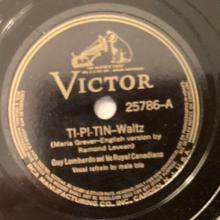 VICTOR
25786-A
TI-PI-TIN-Waltz
(Maria Grever-English version by
Raymond Leveen)
Guy Lombardo and his Royal Canadians
Vocal refrain by male trio